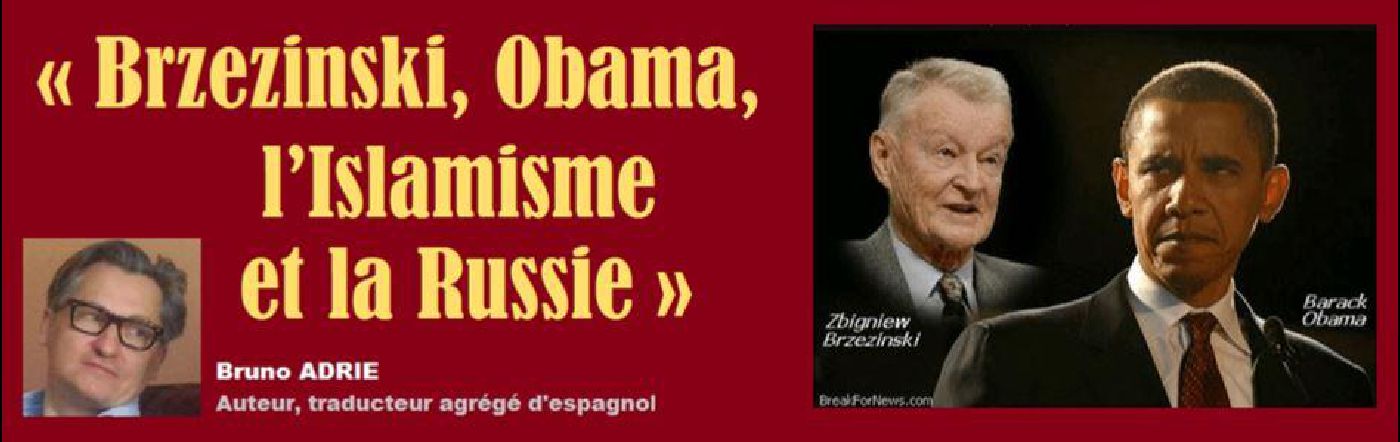 « Brzezinski, Obama,
l’Islamisme
et la Russie »
Bruno ADRIE
Auteur, traducteur agrégé d'espagnol
Zbigniew
Brzezinski
Barack
Obama
BreakForNews.com